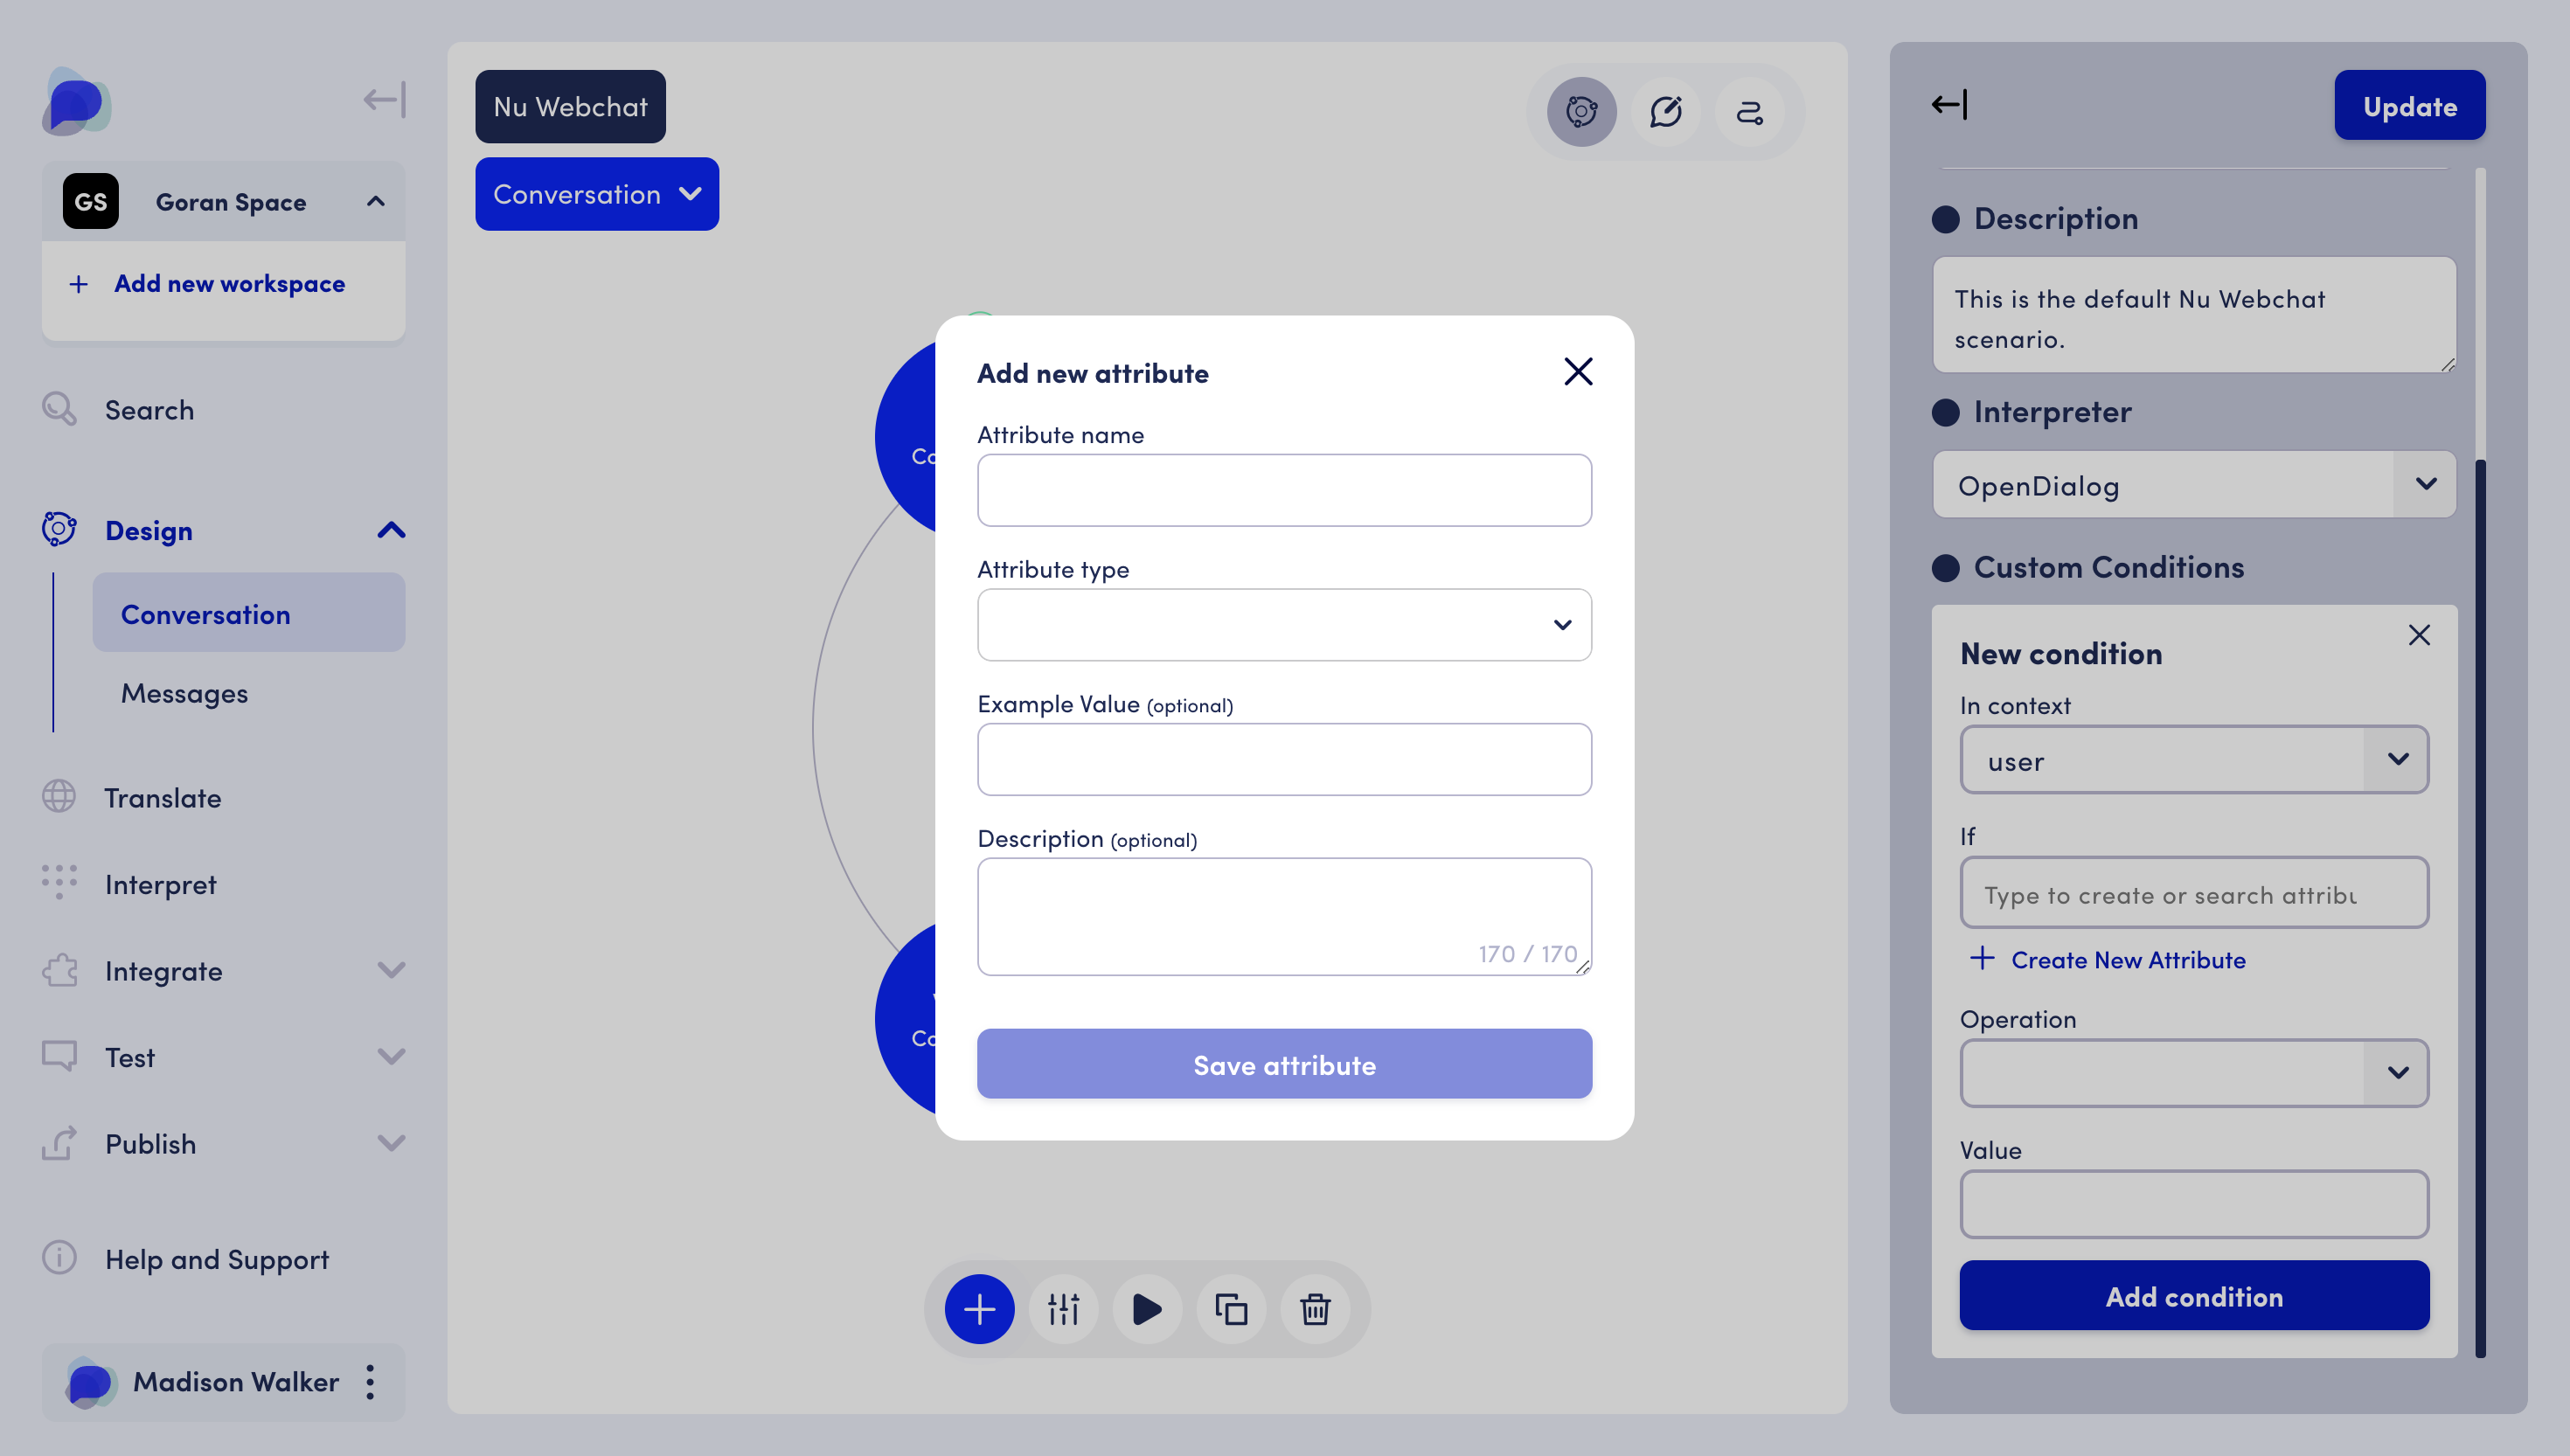 GS
Goran Space
Add new workspace
Search
Design
Conversation
Messages
Translate
Interpret
Integrate
Test
Publish
Help and Support
Madison Walker
Nu Webchat
Conversation
Add new attribute
Attribute name
Attribute type
Example Value (optional)
Description (optional)
170 / 170
Save attribute
Update
Description
This is the default Nu Webchat
scenario.
Interpreter
OpenDialog
Custom Conditions
New condition
In context
user
If
Type to create or search attribu
Create New Attribute
Operation
Value
Add condition